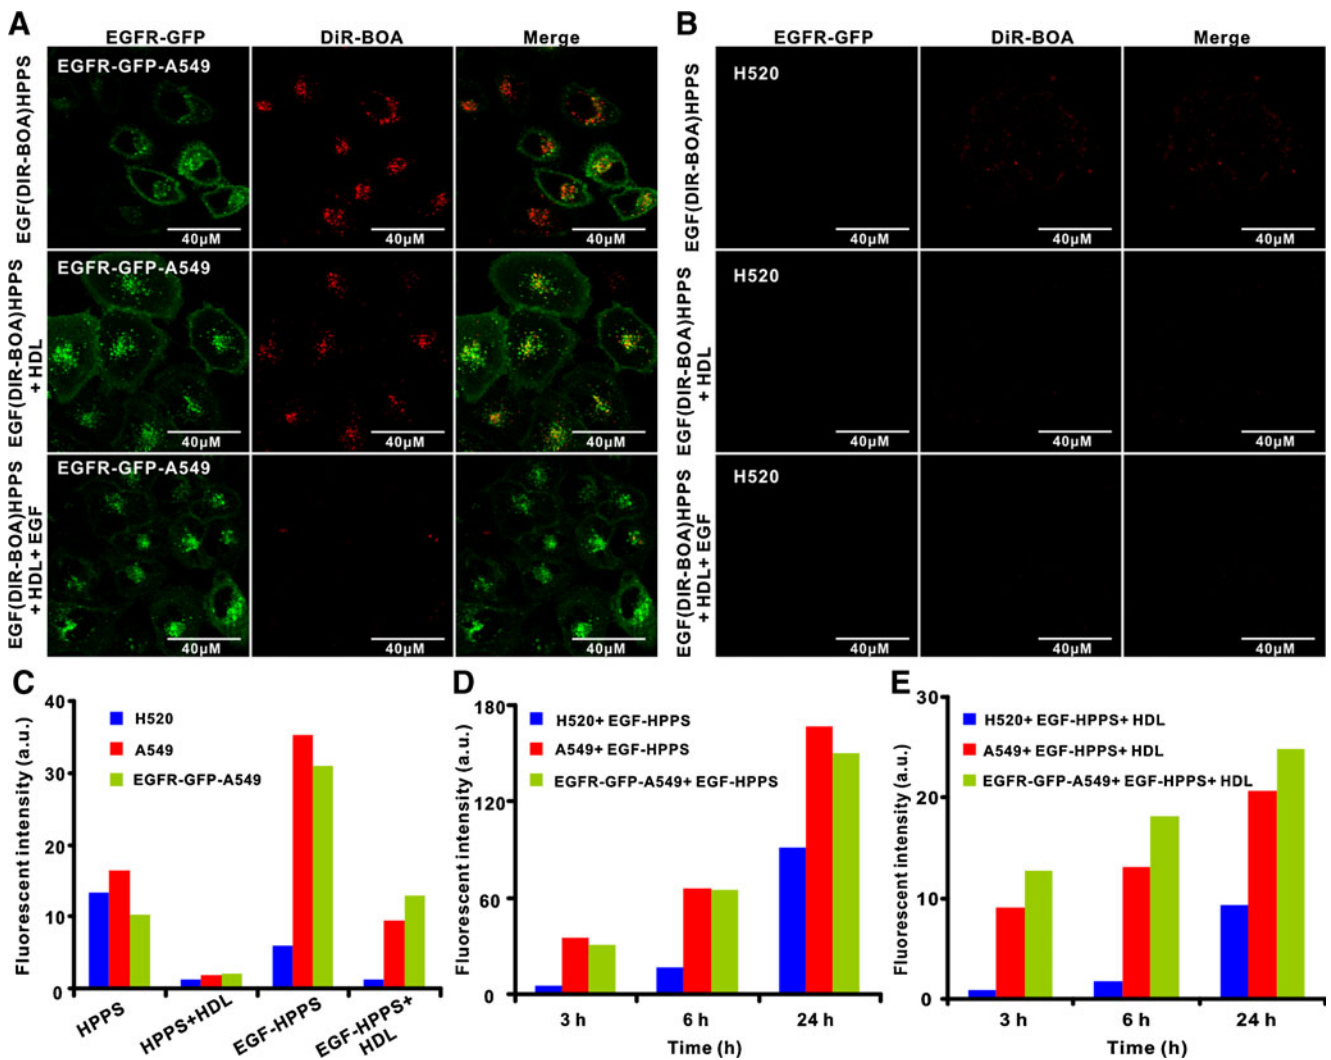 A
EGFR-GFP
DiR-BOA
Merge
EGF(DIR-BOA)HPPS
EGFR-GFP-A549
40μM
40μM
40μM
EGF(DIR-BOA)HPPS
+ HDL
EGFR-GFP-A549
40μM
40μM
40μM
EGF(DIR-BOA)HPPS
+ HDL+ EGF
EGFR-GFP-A549
40μM
40μM
40μM
B
EGFR-GFP
DiR-BOA
Merge
EGF(DIR-BOA)HPPS
H520
40μM
40μM
40μM
EGF(DIR-BOA)HPPS
+ HDL
H520
40μM
40μM
40μM
EGF(DIR-BOA)HPPS
+ HDL+ EGF
H520
40μM
40μM
40μM
C
Fluorescent intensity (a.u.)
40
30
20
10
0
H520
A549
EGFR-GFP-A549
HPPS
HPPS+HDL
EGF-HPPS
EGF-HPPS+
HDL
D
Fluorescent intensity (a.u.)
180
120
60
0
H520+ EGF-HPPS
A549+ EGF-HPPS
EGFR-GFP-A549+ EGF-HPPS
3 h
6 h
24 h
Time (h)
E
Fluorescent intensity (a.u.)
30
20
10
0
H520+ EGF-HPPS+ HDL
A549+ EGF-HPPS+ HDL
EGFR-GFP-A549+ EGF-HPPS+ HDL
3 h
6 h
24 h
Time (h)